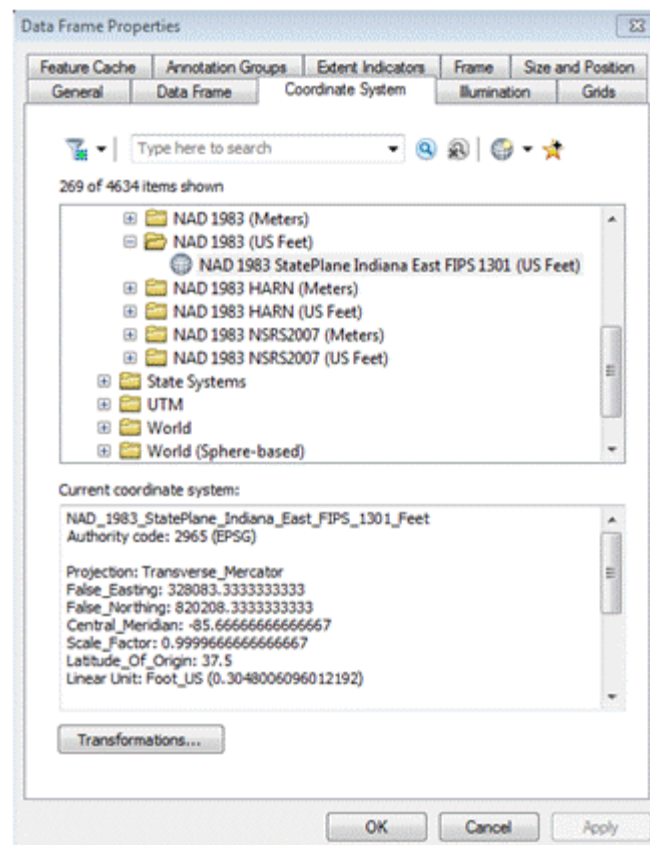 Data Frame Properties
Feature Cache Annotation Groups Extent Indicators Frame Size and Position
General Data Frame Coordinate System Illumination Grids
Type here to search
269 of 4634 items shown
NAD 1983 (Meters)
NAD 1983 (US Feet)
NAD 1983 StatePlane Indiana East FIPS 1301 (US Feet)
NAD 1983 HARN (Meters)
NAD 1983 HARN (US Feet)
NAD 1983 NSRS2007 (Meters)
NAD 1983 NSRS2007 (US Feet)
State Systems
UTM
World
World (Sphere-based)
Current coordinate system:
NAD_1983_StatePlane_Indiana_East_FIPS_1301_Feet
Authority code: 2965 (EPSG)
Projection: Transverse_Mercator
False_Easting: 328083.3333333333
False_Northing: 820208.3333333333
Central_Meridian: -85.66666666666667
Scale_Factor: 0.9999666666666667
Latitude_Of_Origin: 37.5
Linear Unit: Foot_US (0.3048006096012192)
Transformations...
OK Cancel Apply